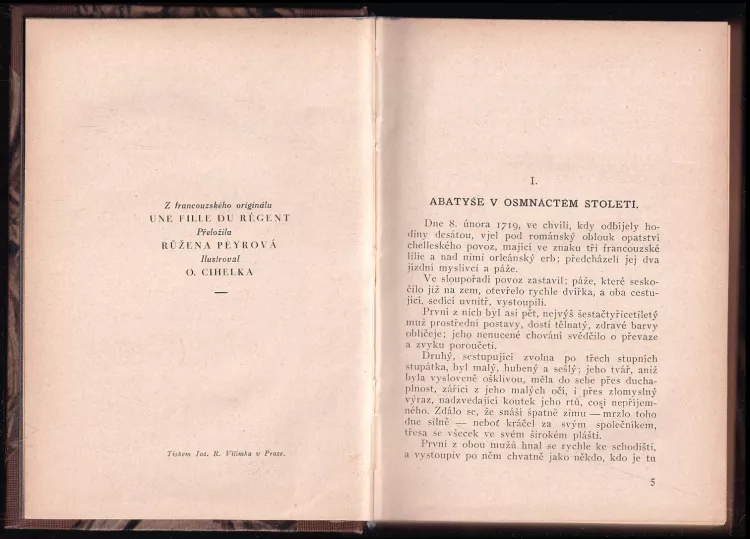 Z francouzského originálu
UNE FILLE DU RÉGENT
Přeložila
RŮŽENA PEYROVÁ
Ilustroval
O. CIHELKA
Tiskem Jos. R. Vilímka v Praze.
I.
ABATYŠE V OSMNÁCTÉM STOLETÍ.
Dne 8. února 1719, ve chvíli, kdy odbíjely ho-
diny desátou, vjel pod románský oblouk opatství
chelleského povoz, mající ve znaku tři francouzské
lilie a nad nimi orleánský erb; předcházeli jej dva
jízdní myslivci a páže.
Ve sloupořadí povoz zastavil; páže, které sesko-
čilo již na zem, otevřelo rychle dvířka, a oba cestu-
jící, sedící uvnitř, vystoupili.
První z nich byl asi pět, nejvýš šestačtyřicetiletý
muž prostřední postavy, dosti tělnatý, zdravé barvy
obličeje; jeho nenucené chování svědčilo o převaze
a zvyku poroučeti.
Druhý, sestupující zvolna po třech stupních
stupátka, byl malý, hubený a sešlý; jeho tvář, aniž
byla vysloveně ošklivou, měla do sebe přes ducha-
plnost, zářící z jeho malých očí, i přes zlomyslný
výraz, nadzvedající koutek jeho rtů, cosi nepříjem-
ného. Zdálo se, že snáší špatně zimu — mrzlo toho
dne silně — neboť kráčel za svým společníkem,
třesa se všecek ve svém širokém plášti.
První z obou mužů hnal se rychle ke schodišti,
a vystoupiv po něm chvatně jako někdo, kdo je tu
5